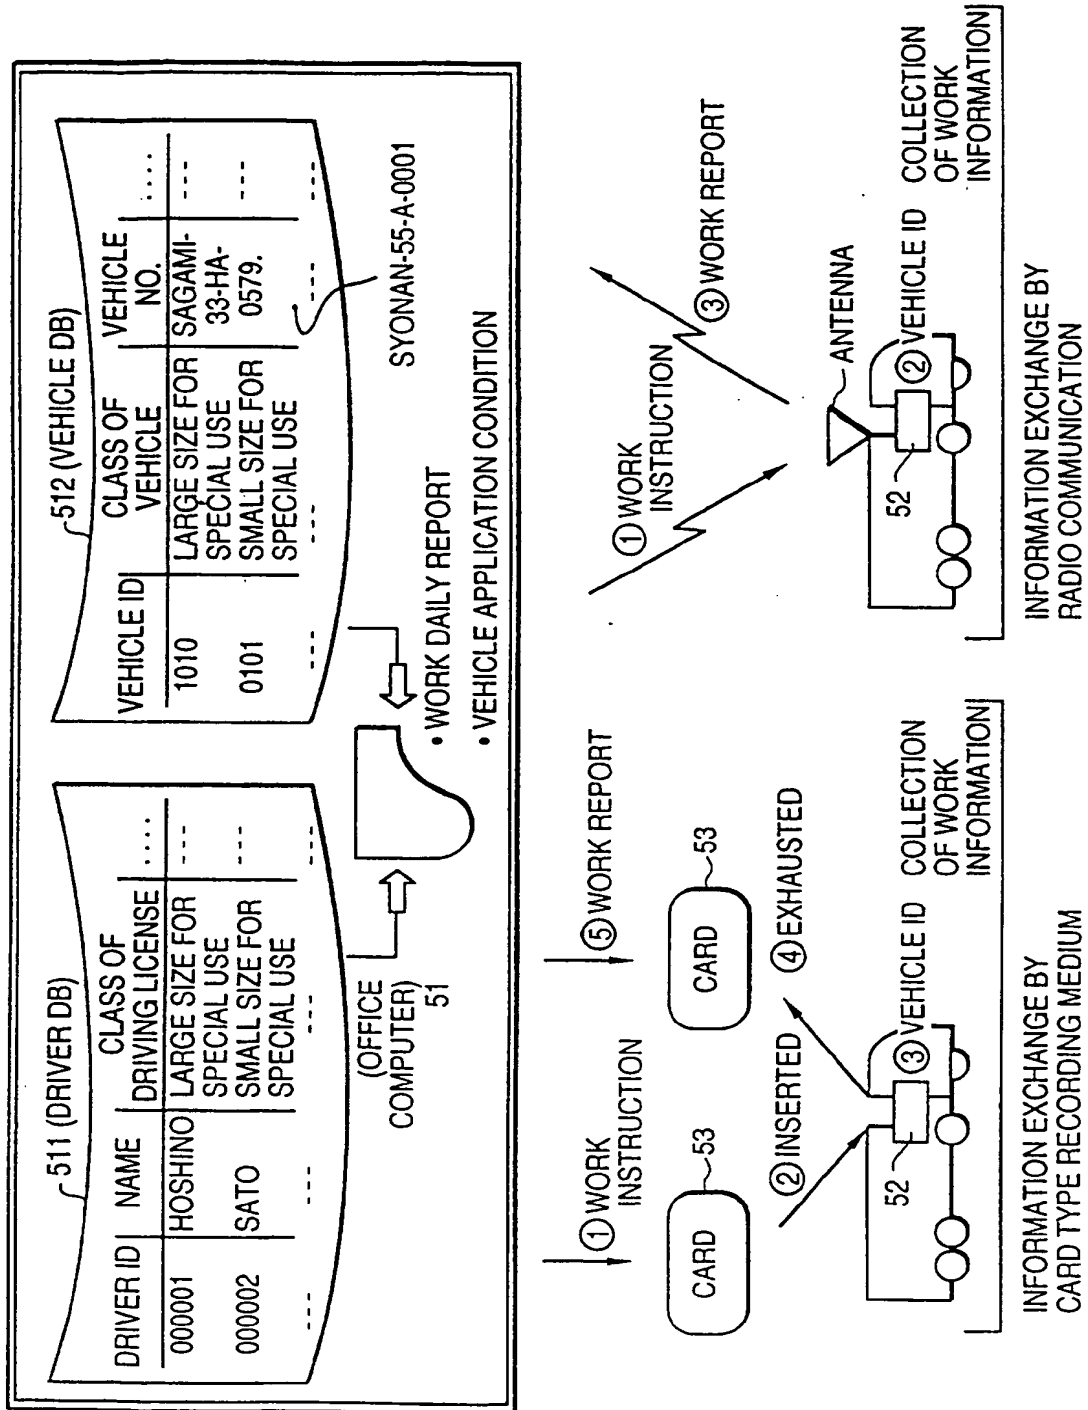 511 (DRIVER DB)
DRIVER ID NAME CLASS OF DRIVING LICENSE ....
000001 HOSHINO LARGE SIZE FOR SPECIAL USE ---
000002 SATO SMALL SIZE FOR SPECIAL USE ---
---- ---- ---- ---
512 (VEHICLE DB)
VEHICLE ID CLASS OF VEHICLE VEHICLE NO. ....
1010 LARGE SIZE FOR SPECIAL USE SAGAMI-33-HA-0579. ---
0101 SMALL SIZE FOR SPECIAL USE ---
---- ---- ---- ---
SYONAN-55-A-0001
(OFFICE
COMPUTER)
51
• WORK DAILY REPORT
• VEHICLE APPLICATION CONDITION
① WORK
INSTRUCTION
⑤ WORK REPORT
CARD
53
CARD
53
② INSERTED
④ EXHAUSTED
52
③ VEHICLE ID
COLLECTION
OF WORK
INFORMATION
INFORMATION EXCHANGE BY
CARD TYPE RECORDING MEDIUM
① WORK
INSTRUCTION
③ WORK REPORT
ANTENNA
52
② VEHICLE ID
COLLECTION
OF WORK
INFORMATION
INFORMATION EXCHANGE BY
RADIO COMMUNICATION